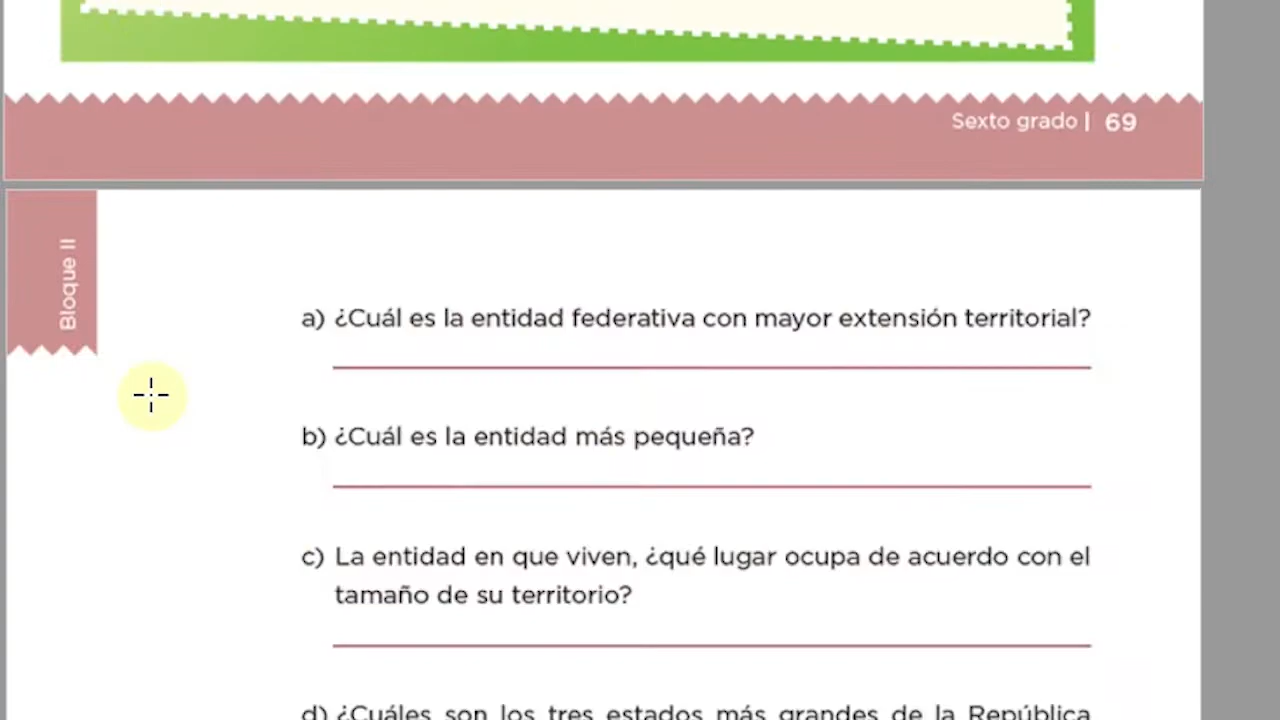 Sexto grado | 69
Bloque II
a) ¿Cuál es la entidad federativa con mayor extensión territorial?
b) ¿Cuál es la entidad más pequeña?
c) La entidad en que viven, ¿qué lugar ocupa de acuerdo con el
tamaño de su territorio?
d) ¿Cuáles son los tres estados más grandes de la República